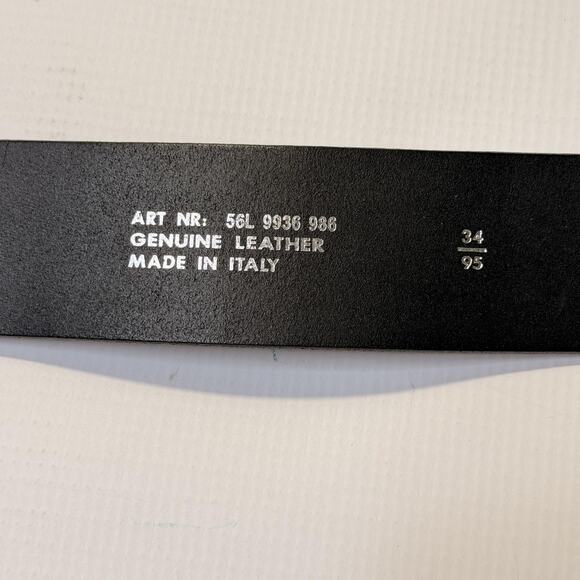 ART NR: 56L 9936 986
GENUINE LEATHER
MADE IN ITALY
34
95